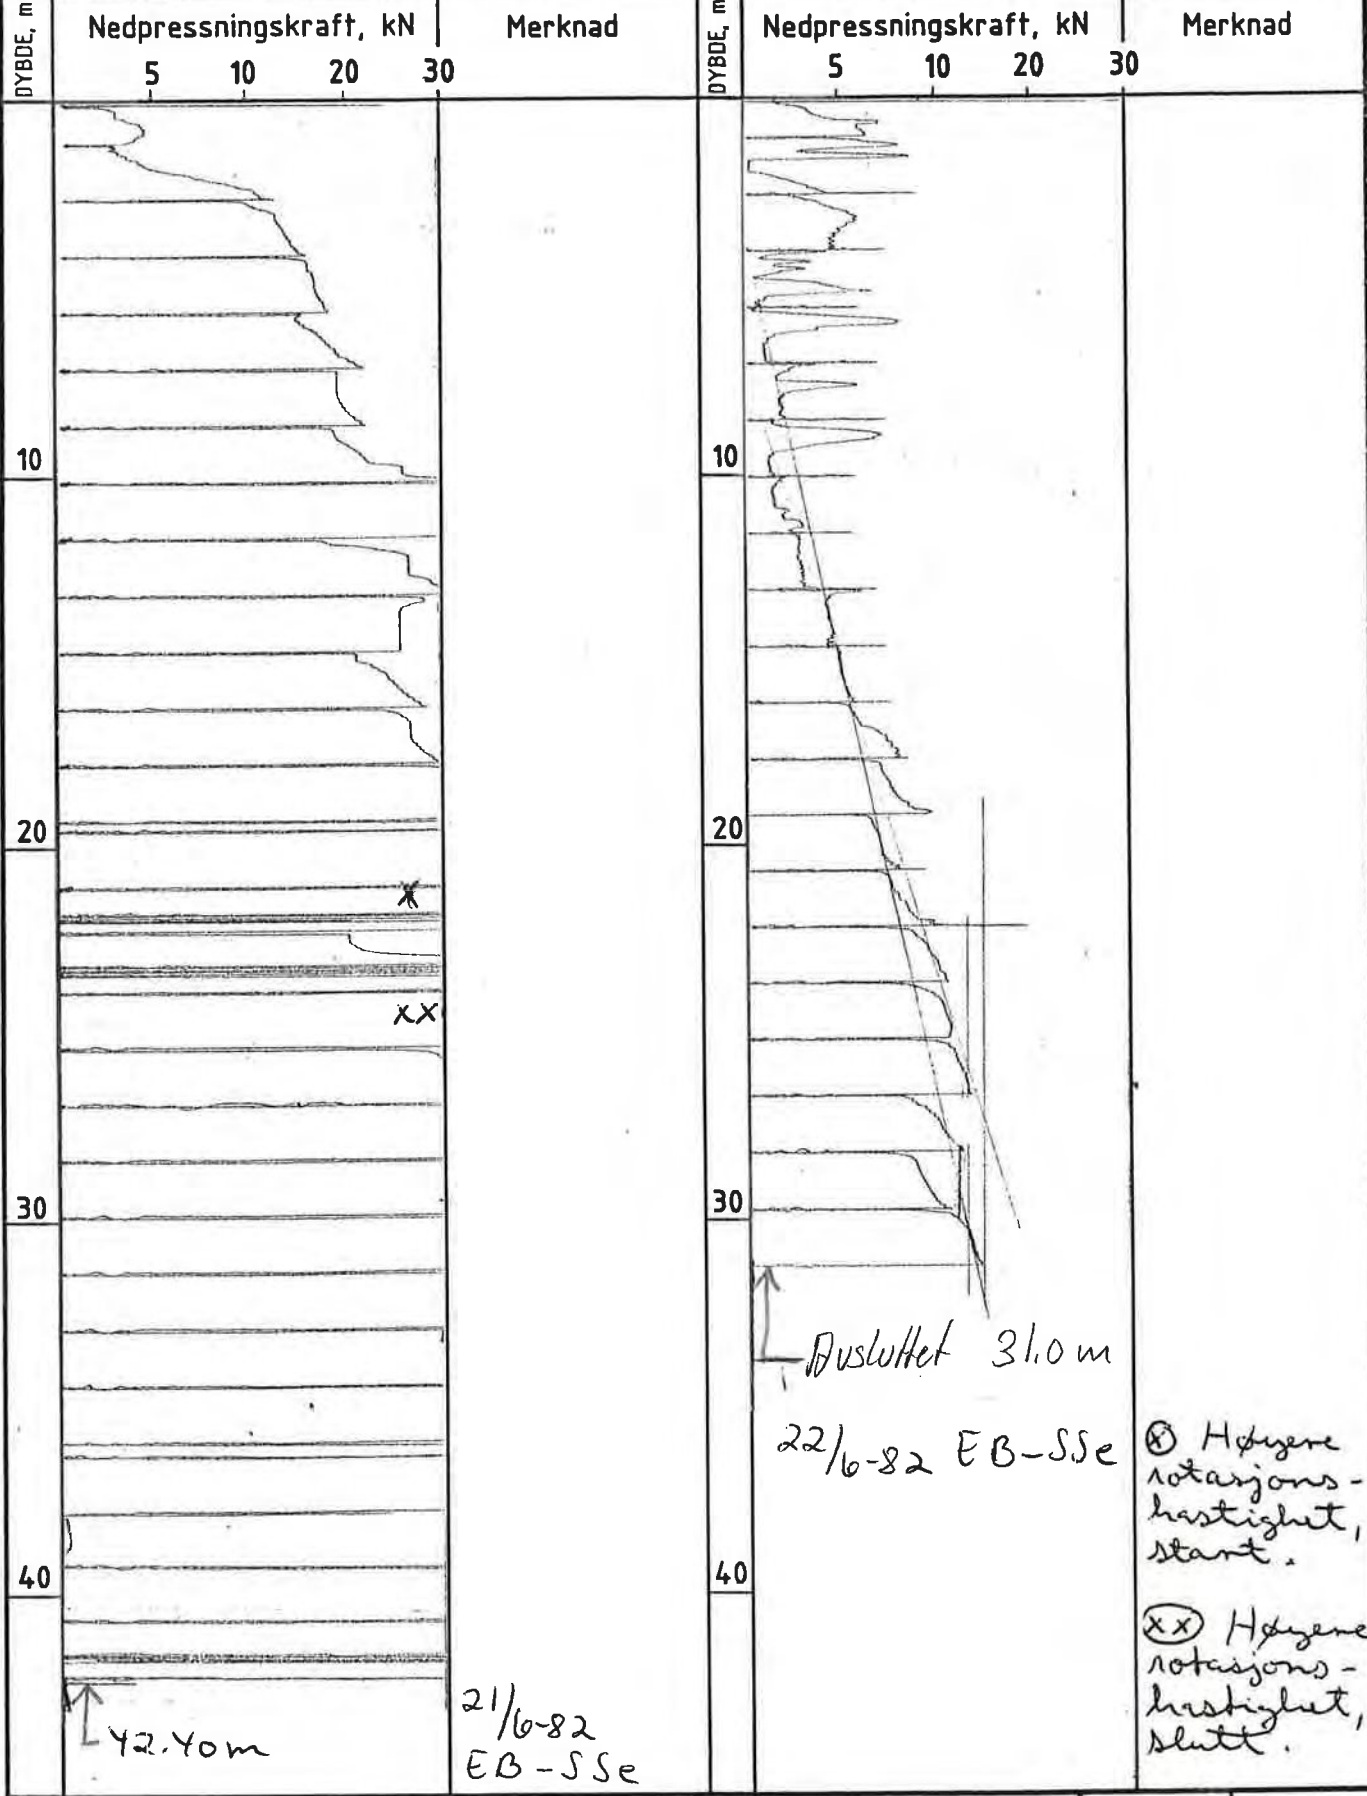 DYBDE, m
Nedpressningskraft, kN
Merknad
5 10 20 30
10
20
x
xx
30
40
42.40m
21/6-82
EB-SSe
DYBDE, m
Nedpressningskraft, kN
Merknad
5 10 20 30
10
20
30
Avsluttet 31.0 m
22/6-82 EB-SSe
40
(x) Høyere
rotasjons-
hastighet,
start.
(xx) Høyere
rotasjons-
hastighet,
slutt.